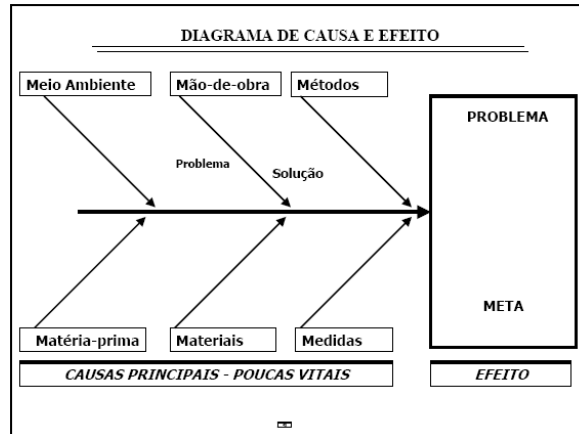 DIAGRAMA DE CAUSA E EFEITO
Meio Ambiente
Mão-de-obra
Métodos
PROBLEMA
Problema
Solução
META
Matéria-prima
Materiais
Medidas
CAUSAS PRINCIPAIS - POUCAS VITAIS
EFEITO